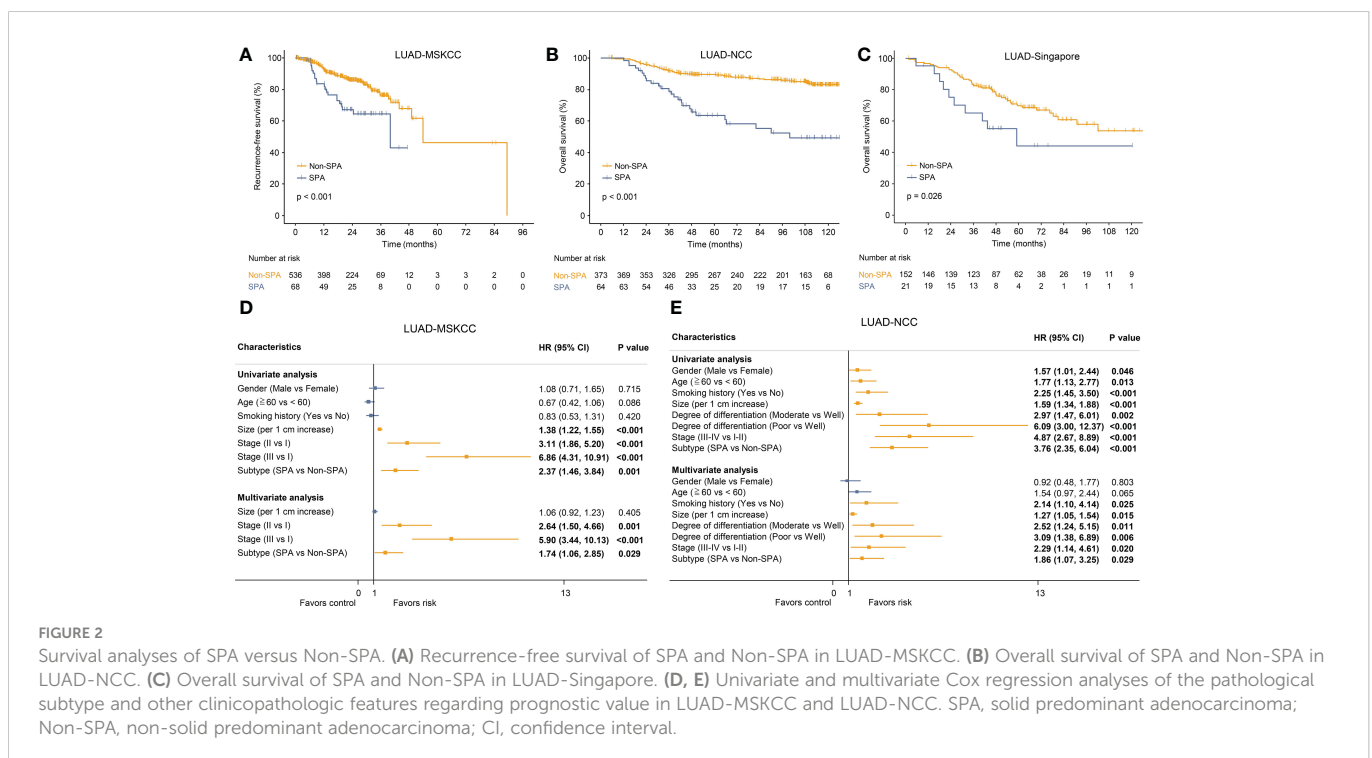 A
LUAD-MSKCC
Recurrence-free survival (%)
100
80
60
40
20
0
Non-SPA
SPA
p < 0.001
0 12 24 36 48 60 72 84 96
Time (months)
Number at risk
Non-SPA 536 398 224 69 12 3 3 2 0
SPA 68 49 25 8 0 0 0 0 0
B
LUAD-NCC
Overall survival (%)
100
80
60
40
20
0
Non-SPA
SPA
p < 0.001
0 12 24 36 48 60 72 84 96 108 120
Time (months)
Number at risk
Non-SPA 373 369 353 326 295 267 240 222 201 163 68
SPA 64 63 54 46 33 25 20 19 17 15 6
C
LUAD-Singapore
Overall survival (%)
100
80
60
40
20
0
Non-SPA
SPA
p = 0.026
0 12 24 36 48 60 72 84 96 108 120
Time (months)
Number at risk
Non-SPA 152 146 139 123 87 62 38 26 19 11 9
SPA 21 19 15 13 8 4 2 1 1 1 1
D
LUAD-MSKCC
Characteristics HR (95% CI) P value
Univariate analysis
Gender (Male vs Female) 1.08 (0.71, 1.65) 0.715
Age (≧60 vs < 60) 0.67 (0.42, 1.06) 0.086
Smoking history (Yes vs No) 0.83 (0.53, 1.31) 0.420
Size (per 1 cm increase) 1.38 (1.22, 1.55) <0.001
Stage (II vs I) 3.11 (1.86, 5.20) <0.001
Stage (III vs I) 6.86 (4.31, 10.91) <0.001
Subtype (SPA vs Non-SPA) 2.37 (1.46, 3.84) 0.001
Multivariate analysis
Size (per 1 cm increase) 1.06 (0.92, 1.23) 0.405
Stage (II vs I) 2.64 (1.50, 4.66) 0.001
Stage (III vs I) 5.90 (3.44, 10.13) <0.001
Subtype (SPA vs Non-SPA) 1.74 (1.06, 2.85) 0.029
0 1 13
Favors control Favors risk
E
LUAD-NCC
Characteristics HR (95% CI) P value
Univariate analysis
Gender (Male vs Female) 1.57 (1.01, 2.44) 0.046
Age (≧60 vs < 60) 1.77 (1.13, 2.77) 0.013
Smoking history (Yes vs No) 2.25 (1.45, 3.50) <0.001
Size (per 1 cm increase) 1.59 (1.34, 1.88) <0.001
Degree of differentiation (Moderate vs Well) 2.97 (1.47, 6.01) 0.002
Degree of differentiation (Poor vs Well) 6.09 (3.00, 12.37) <0.001
Stage (III-IV vs I-II) 4.87 (2.67, 8.89) <0.001
Subtype (SPA vs Non-SPA) 3.76 (2.35, 6.04) <0.001
Multivariate analysis
Gender (Male vs Female) 0.92 (0.48, 1.77) 0.803
Age (≧60 vs < 60) 1.54 (0.97, 2.44) 0.065
Smoking history (Yes vs No) 2.14 (1.10, 4.14) 0.025
Size (per 1 cm increase) 1.27 (1.05, 1.54) 0.015
Degree of differentiation (Moderate vs Well) 2.52 (1.24, 5.15) 0.011
Degree of differentiation (Poor vs Well) 3.09 (1.38, 6.89) 0.006
Stage (III-IV vs I-II) 2.29 (1.14, 4.61) 0.020
Subtype (SPA vs Non-SPA) 1.86 (1.07, 3.25) 0.029
0 1 13
Favors control Favors risk
FIGURE 2
Survival analyses of SPA versus Non-SPA. (A) Recurrence-free survival of SPA and Non-SPA in LUAD-MSKCC. (B) Overall survival of SPA and Non-SPA in
LUAD-NCC. (C) Overall survival of SPA and Non-SPA in LUAD-Singapore. (D, E) Univariate and multivariate Cox regression analyses of the pathological
subtype and other clinicopathologic features regarding prognostic value in LUAD-MSKCC and LUAD-NCC. SPA, solid predominant adenocarcinoma;
Non-SPA, non-solid predominant adenocarcinoma; CI, confidence interval.